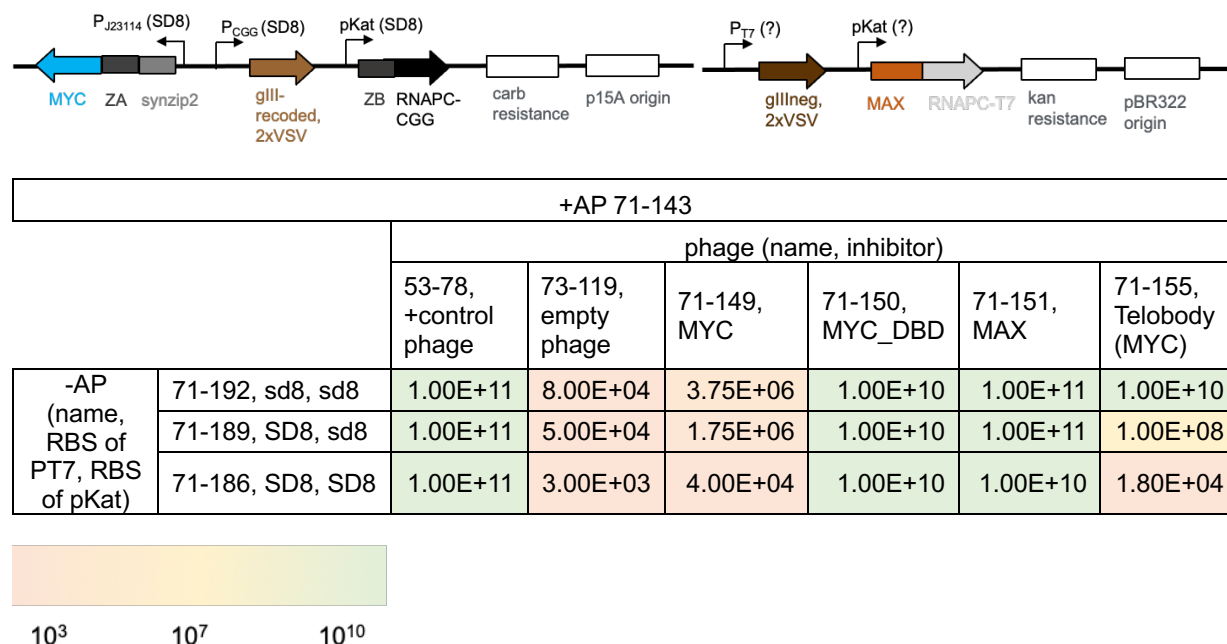 P_J23114 (SD8)
P_CGG (SD8)
pKat (SD8)
P_T7 (?)
pKat (?)
MYC
ZA
synzip2
gIII-
recoded,
2xVSV
ZB
RNAPC-
CGG
carb
resistance
p15A origin
gIIIneg,
2xVSV
MAX
RNAPC-T7
kan
resistance
pBR322
origin
+AP 71-143
phage (name, inhibitor)
53-78,
+control
phage
73-119,
empty
phage
71-149,
MYC
71-150,
MYC_DBD
71-151,
MAX
71-155,
Telobody
(MYC)
-AP
(name,
RBS of
PT7, RBS
of pKat)
71-192, sd8, sd8 1.00E+11 8.00E+04 3.75E+06 1.00E+10 1.00E+11 1.00E+10
71-189, SD8, sd8 1.00E+11 5.00E+04 1.75E+06 1.00E+10 1.00E+11 1.00E+08
71-186, SD8, SD8 1.00E+11 3.00E+03 4.00E+04 1.00E+10 1.00E+10 1.80E+04
10³ 10⁷ 10¹⁰